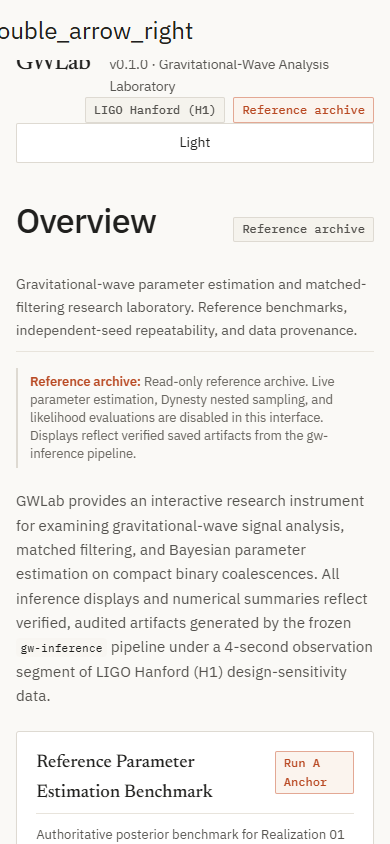 ouble_arrow_right
GWLab
v0.1.0 · Gravitational-Wave Analysis
Laboratory
LIGO Hanford (H1)
Reference archive
Light
Overview
Reference archive
Gravitational-wave parameter estimation and matched-
filtering research laboratory. Reference benchmarks,
independent-seed repeatability, and data provenance.
Reference archive: Read-only reference archive. Live
parameter estimation, Dynesty nested sampling, and
likelihood evaluations are disabled in this interface.
Displays reflect verified saved artifacts from the gw-
inference pipeline.
GWLab provides an interactive research instrument
for examining gravitational-wave signal analysis,
matched filtering, and Bayesian parameter
estimation on compact binary coalescences. All
inference displays and numerical summaries reflect
verified, audited artifacts generated by the frozen
gw-inference pipeline under a 4-second observation
segment of LIGO Hanford (H1) design-sensitivity
data.
Reference Parameter
Estimation Benchmark
Run A
Anchor
Authoritative posterior benchmark for Realization 01